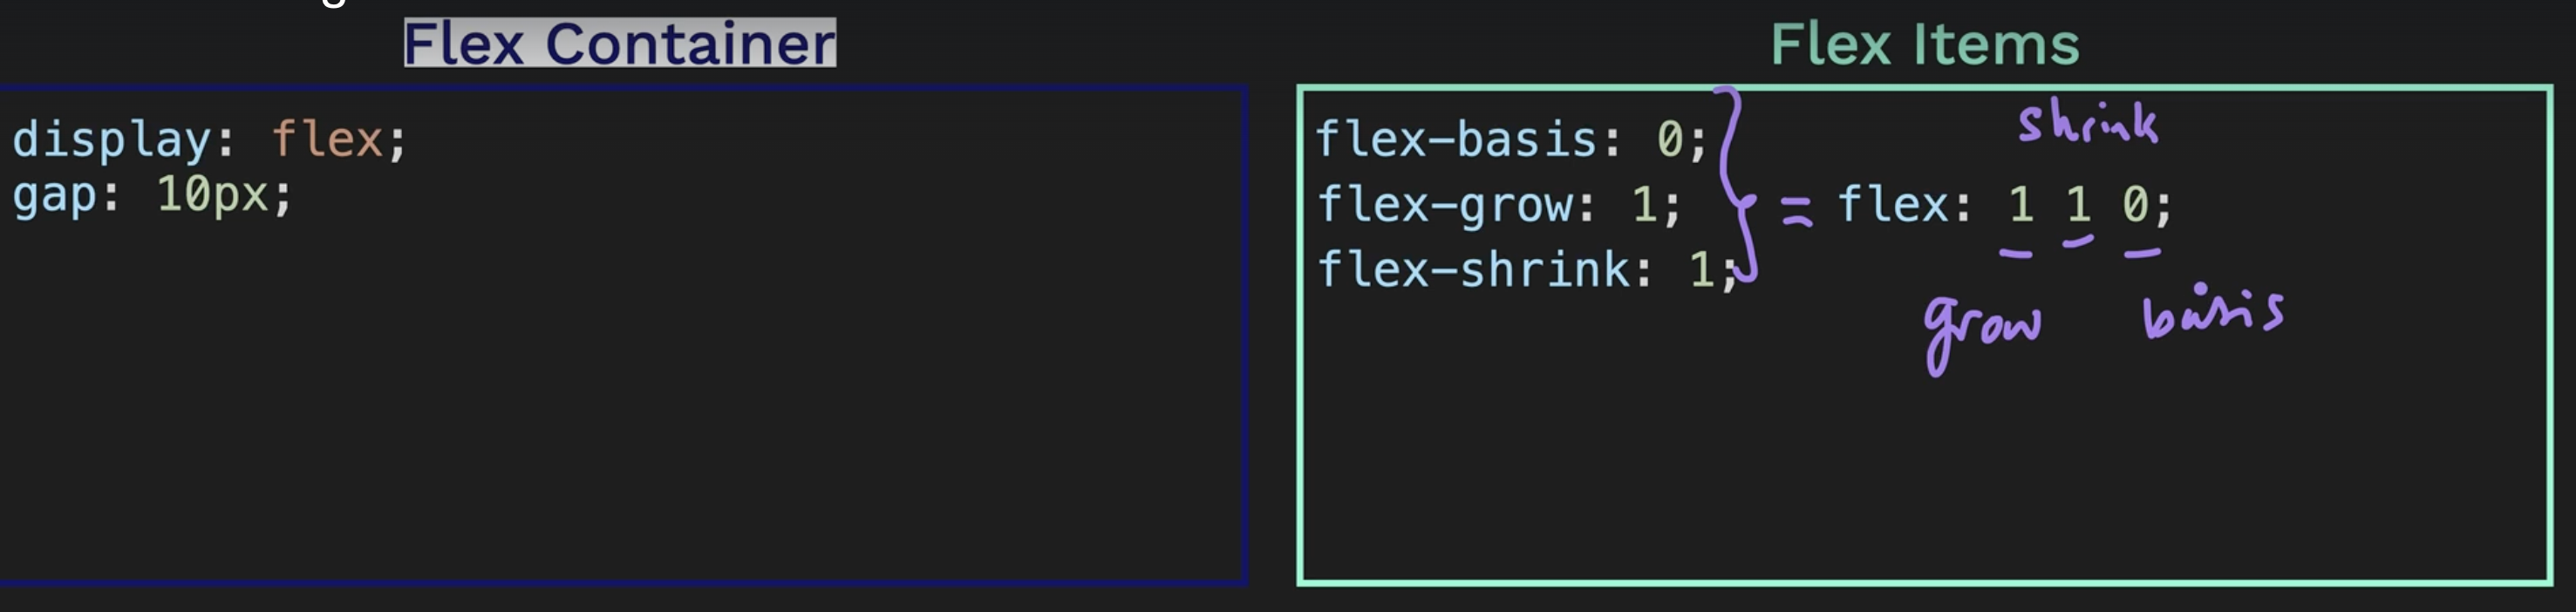 Flex Container
display: flex;
gap: 10px;
Flex Items
flex-basis: 0;
flex-grow: 1;
flex-shrink: 1;
= flex: 1 1 0;
shrink
grow
basis